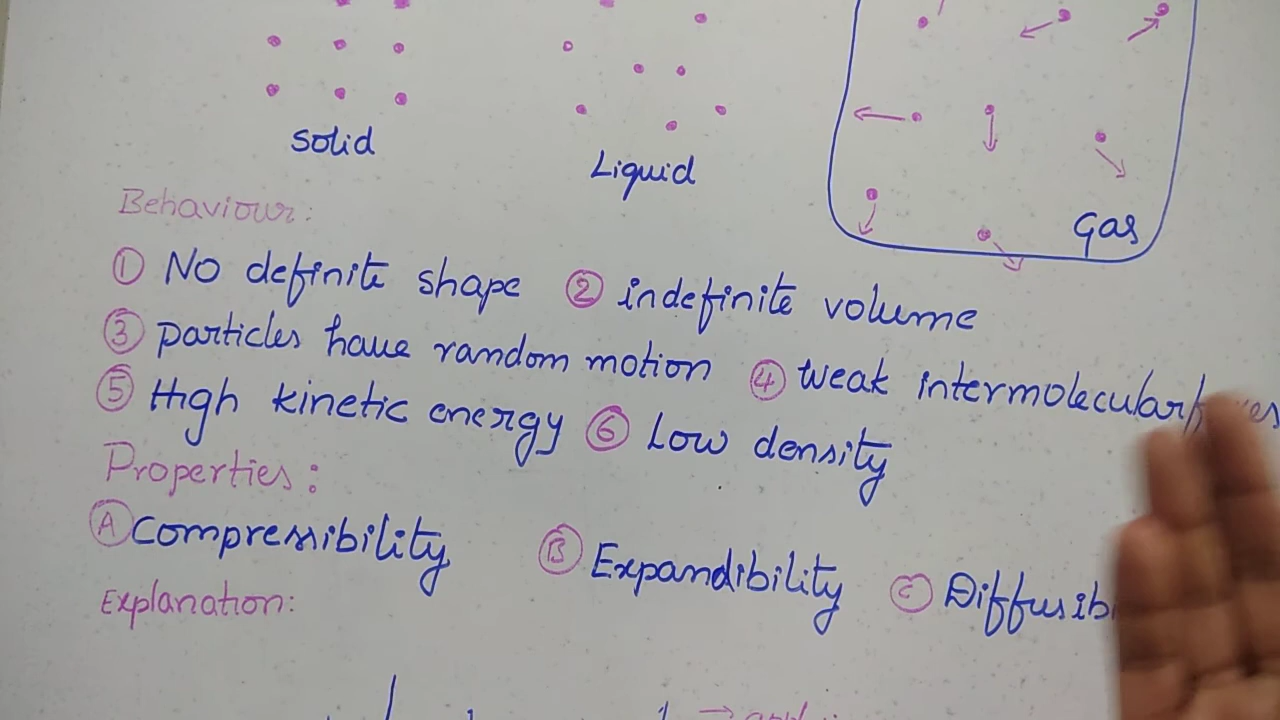 Solid
Liquid
Gas
Behaviour:
① No definite shape ② indefinite volume
③ particles have random motion ④ weak intermolecular
⑤ High kinetic energy ⑥ Low density
Properties:
Ⓐ compressibility Ⓑ Expandibility Ⓒ
Explanation: